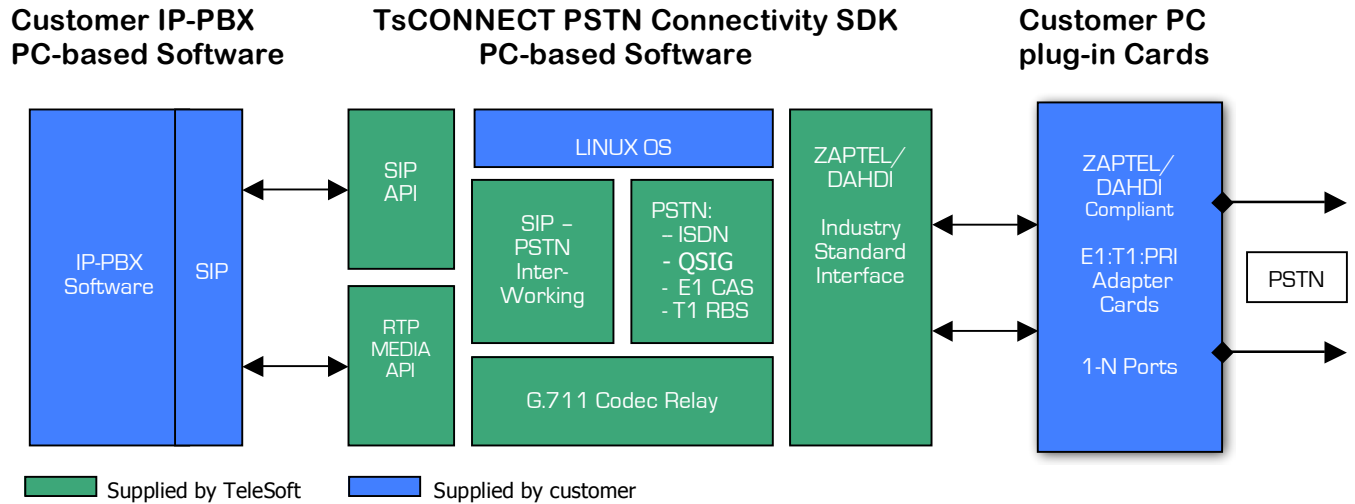 Customer IP-PBX
PC-based Software
TsCONNECT PSTN Connectivity SDK
PC-based Software
Customer PC
plug-in Cards
IP-PBX
Software
SIP
SIP
API
RTP
MEDIA
API
LINUX OS
SIP –
PSTN
Inter-
Working
PSTN:
– ISDN
- QSIG
- E1 CAS
- T1 RBS
G.711 Codec Relay
ZAPTEL/
DAHDI
Industry
Standard
Interface
ZAPTEL/
DAHDI
Compliant
E1:T1:PRI
Adapter
Cards
1-N Ports
PSTN
Supplied by TeleSoft
Supplied by customer